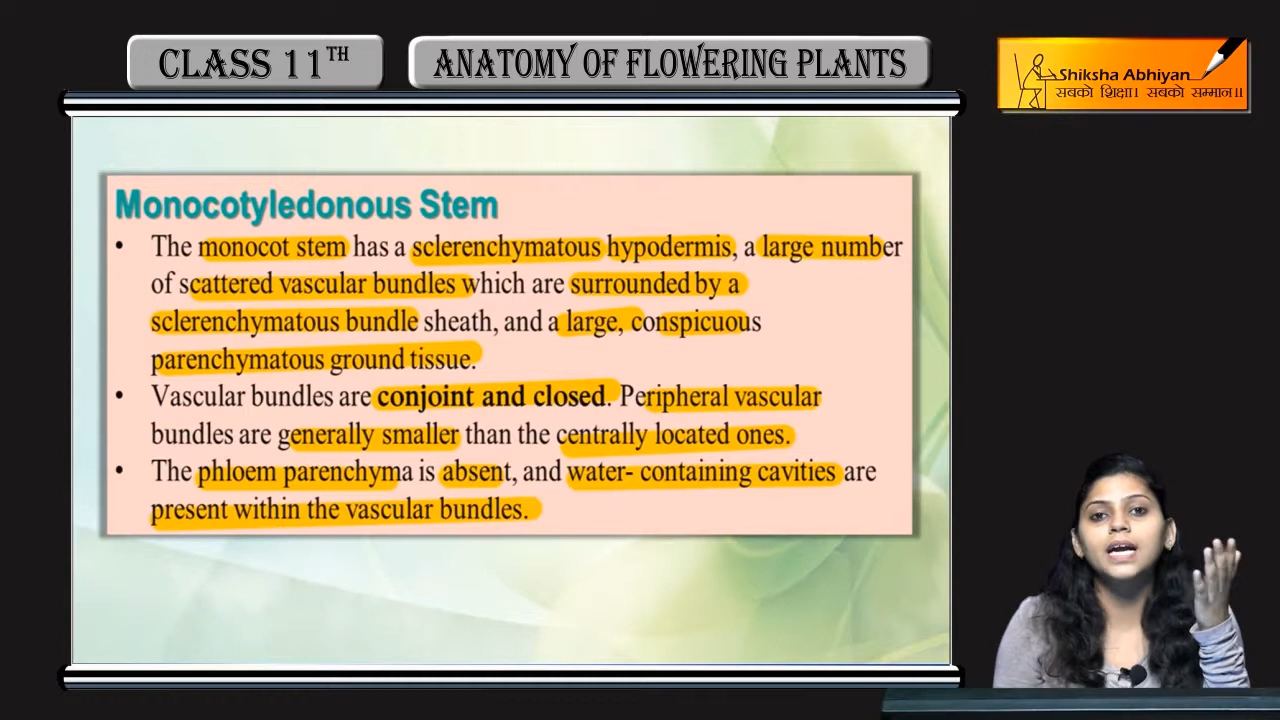 CLASS 11TH
ANATOMY OF FLOWERING PLANTS
Shiksha Abhiyan
सबको शिक्षा। सबको सम्मान॥
Monocotyledonous Stem
• The monocot stem has a sclerenchymatous hypodermis, a large number
of scattered vascular bundles which are surrounded by a
sclerenchymatous bundle sheath, and a large, conspicuous
parenchymatous ground tissue.
• Vascular bundles are conjoint and closed. Peripheral vascular
bundles are generally smaller than the centrally located ones.
• The phloem parenchyma is absent, and water- containing cavities are
present within the vascular bundles.